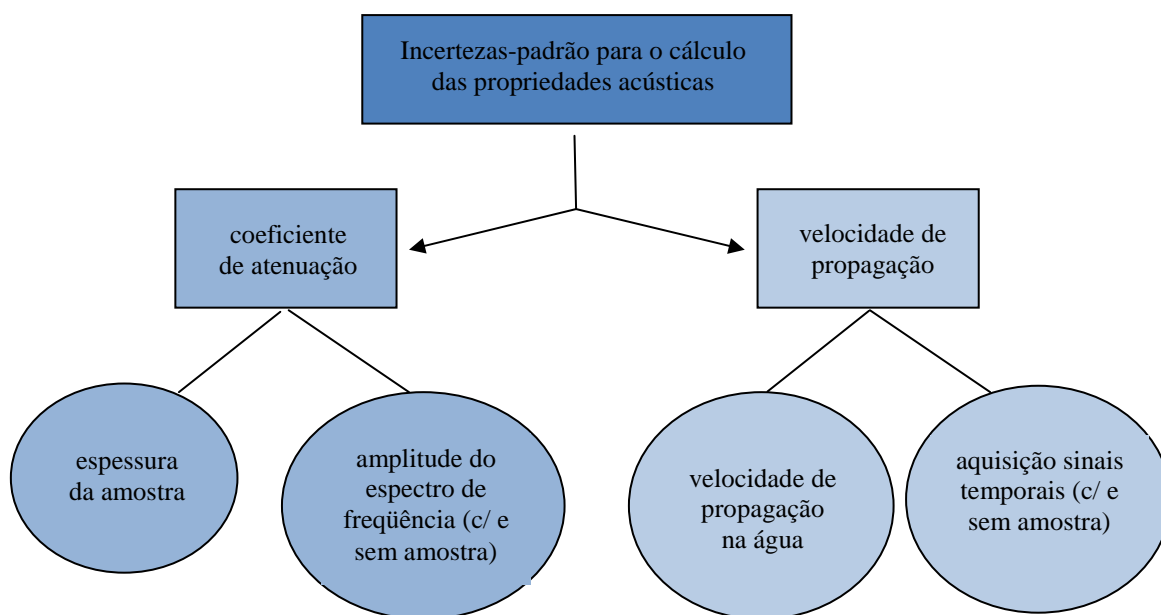 Incertezas-padrão para o cálculo
das propriedades acústicas
coeficiente
de atenuação
velocidade de
propagação
espessura
da amostra
amplitude do
espectro de
freqüência (c/ e
sem amostra)
velocidade de
propagação
na água
aquisição sinais
temporais (c/ e
sem amostra)